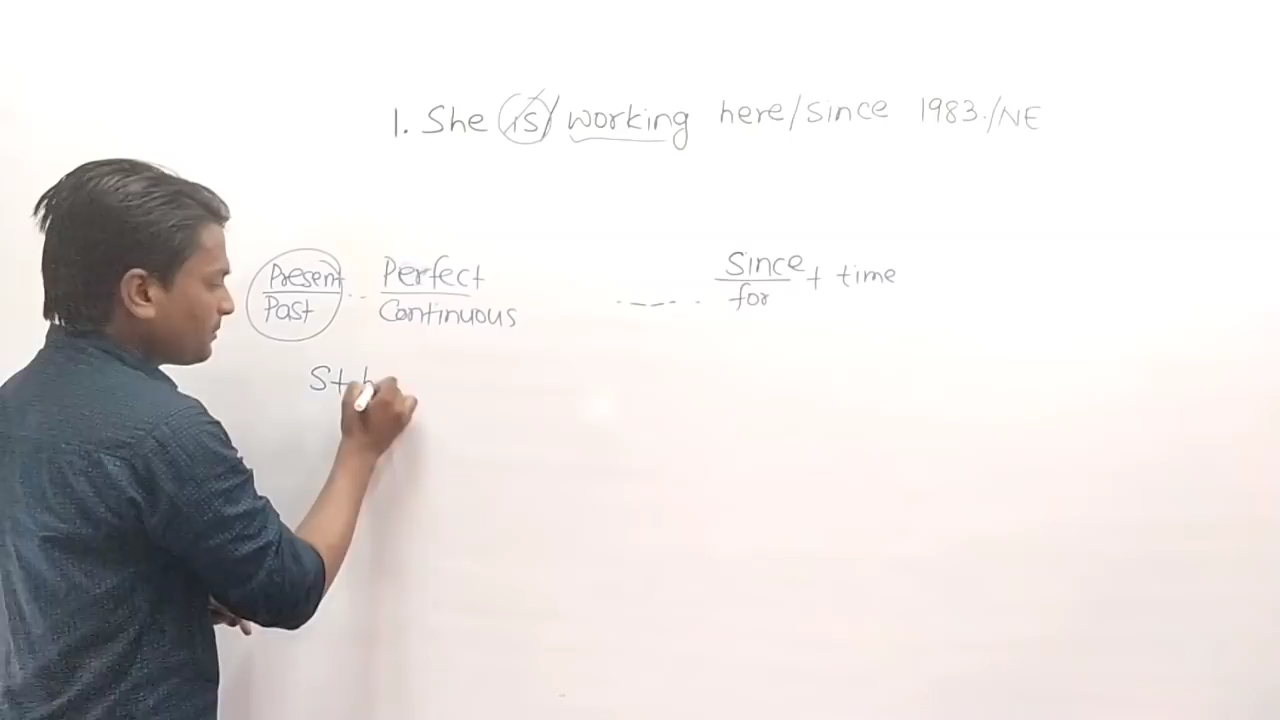 1. She is/ working here/since 1983./NE
Present Perfect Since + time
Past .. Continuous ..---.. for
S+h